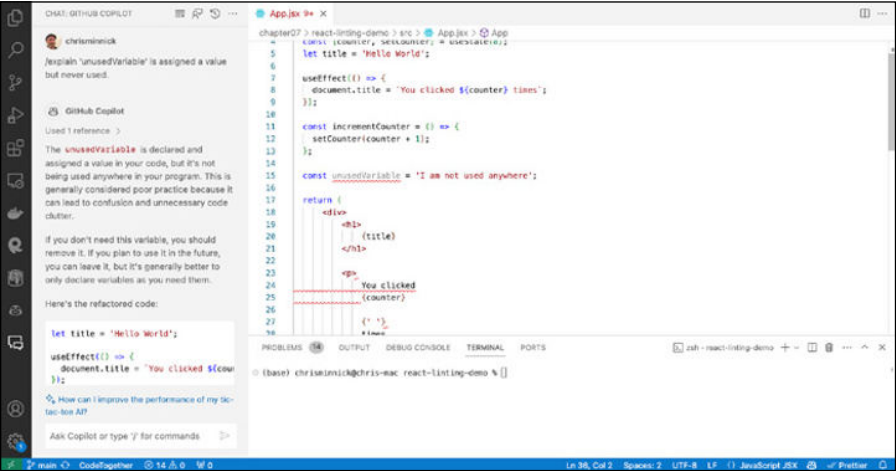 CHAT: GITHUB COPILOT
chrisminnick
/explain 'unusedVariable' is assigned a value
but never used.
GitHub Copilot
Used 1 reference >
The unusedVariable is declared and
assigned a value in your code, but it's not
being used anywhere in your program. This is
generally considered poor practice because it
can lead to confusion and unnecessary code
clutter.
If you don't need this variable, you should
remove it. If you plan to use it in the future,
you can leave it, but it's generally better to
only declare variables as you need them.
Here's the refactored code:
let title = 'Hello World';
useEffect(() => {
document.title = `You clicked ${cou
});
How can I improve the performance of my tic-
tac-toe AI?
Ask Copilot or type '/' for commands
App.jsx 9+ ×
chapter07 > react-linting-demo > src > App.jsx > App
4 const [counter, setCounter] = useState(0);
5 let title = 'Hello World';
6
7 useEffect(() => {
8 document.title = `You clicked ${counter} times`;
9 });
10
11 const incrementCounter = () => {
12 setCounter(counter + 1);
13 };
14
15 const unusedVariable = 'I am not used anywhere';
16
17 return (
18 <div>
19 <h1>
20 {title}
21 </h1>
22
23 <p>
24 You clicked
25 {counter}
26
27 {' '}
28 times
PROBLEMS 14 OUTPUT DEBUG CONSOLE TERMINAL PORTS
zsh - react-linting-demo
(base) chrisminnick@chris-mac react-linting-demo %
main CodeTogether 14 0 0 Ln 36, Col 2 Spaces: 2 UTF-8 LF {} JavaScript JSX Prettier